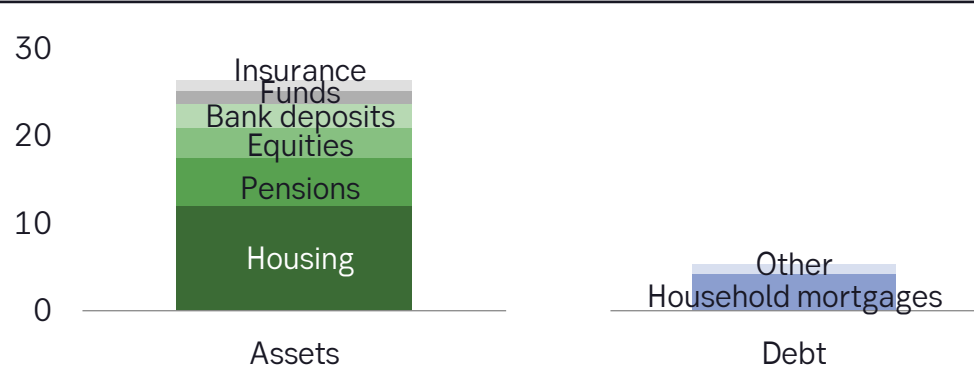 30
20
10
0
Insurance
Funds
Bank deposits
Equities
Pensions
Housing
Other
Household mortgages
Assets
Debt